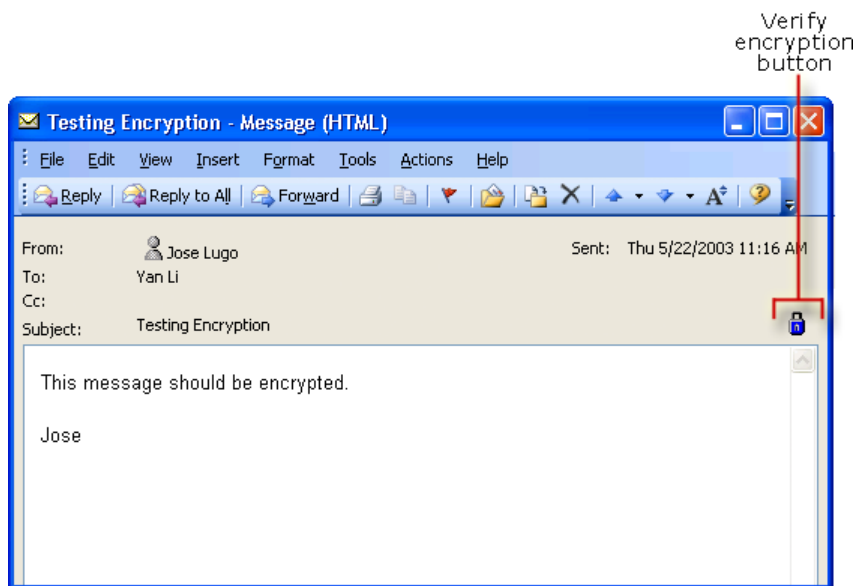 Verify
encryption
button
Testing Encryption - Message (HTML)
File Edit View Insert Format Tools Actions Help
Reply Reply to All Forward A
From: Jose Lugo Sent: Thu 5/22/2003 11:16 AM
To: Yan Li
Cc:
Subject: Testing Encryption
This message should be encrypted.
Jose